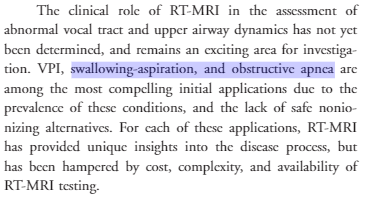 The clinical role of RT-MRI in the assessment of
abnormal vocal tract and upper airway dynamics has not yet
been determined, and remains an exciting area for investiga-
tion. VPI, swallowing-aspiration, and obstructive apnea are
among the most compelling initial applications due to the
prevalence of these conditions, and the lack of safe nonio-
nizing alternatives. For each of these applications, RT-MRI
has provided unique insights into the disease process, but
has been hampered by cost, complexity, and availability of
RT-MRI testing.